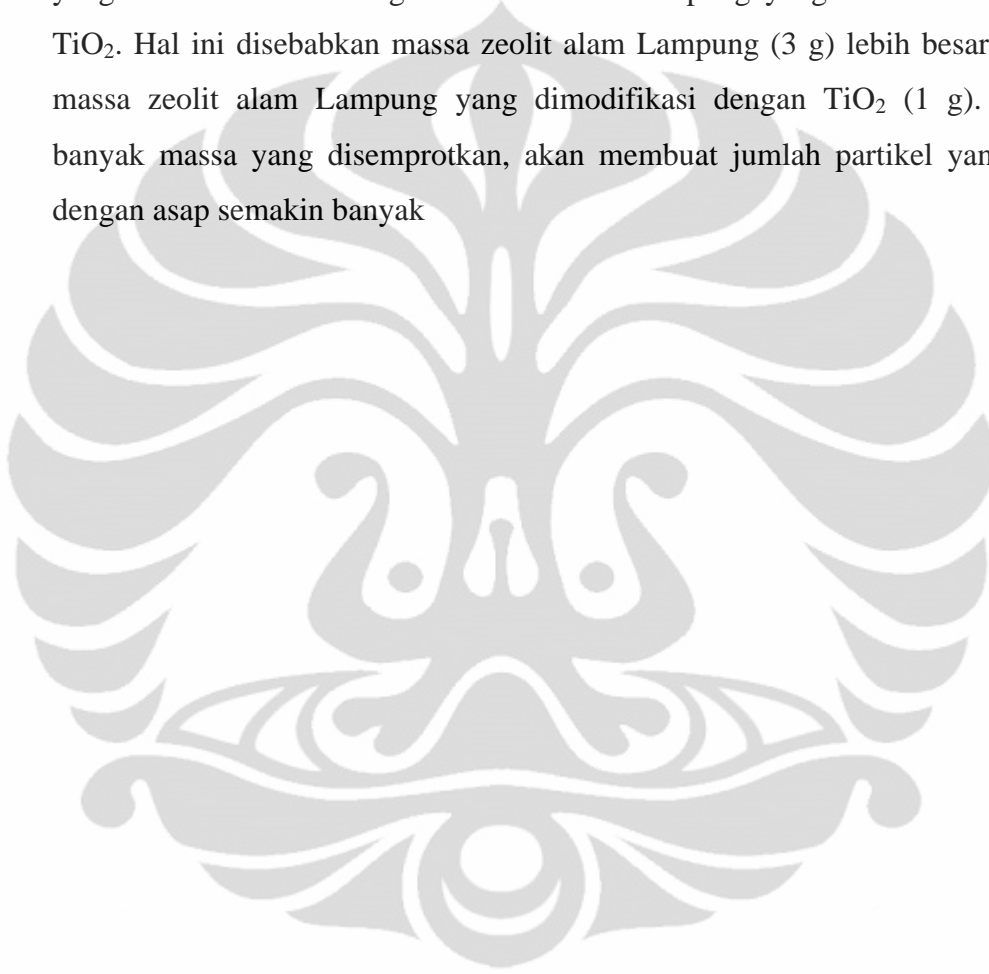 TiO₂. Hal ini disebabkan massa zeolit alam Lampung (3 g) lebih besar
massa zeolit alam Lampung yang dimodifikasi dengan TiO₂ (1 g).
banyak massa yang disemprotkan, akan membuat jumlah partikel
dengan asap semakin banyak